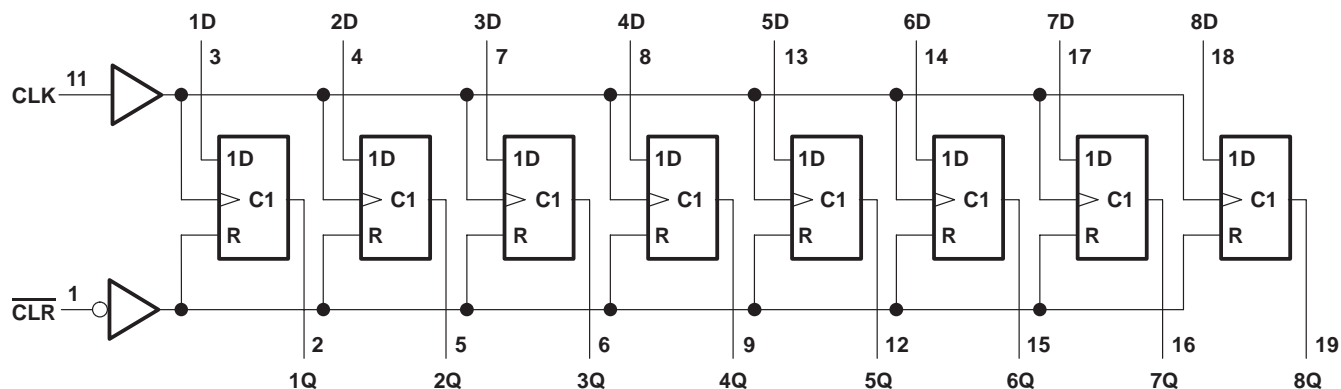 1D 2D 3D 4D 5D 6D 7D 8D
3 4 7 8 13 14 17 18
CLK 11
1D 1D 1D 1D 1D 1D 1D 1D
C1 C1 C1 C1 C1 C1 C1 C1
R R R R R R R R
C̅L̅R̅ 1
2 5 6 9 12 15 16 19
1Q 2Q 3Q 4Q 5Q 6Q 7Q 8Q